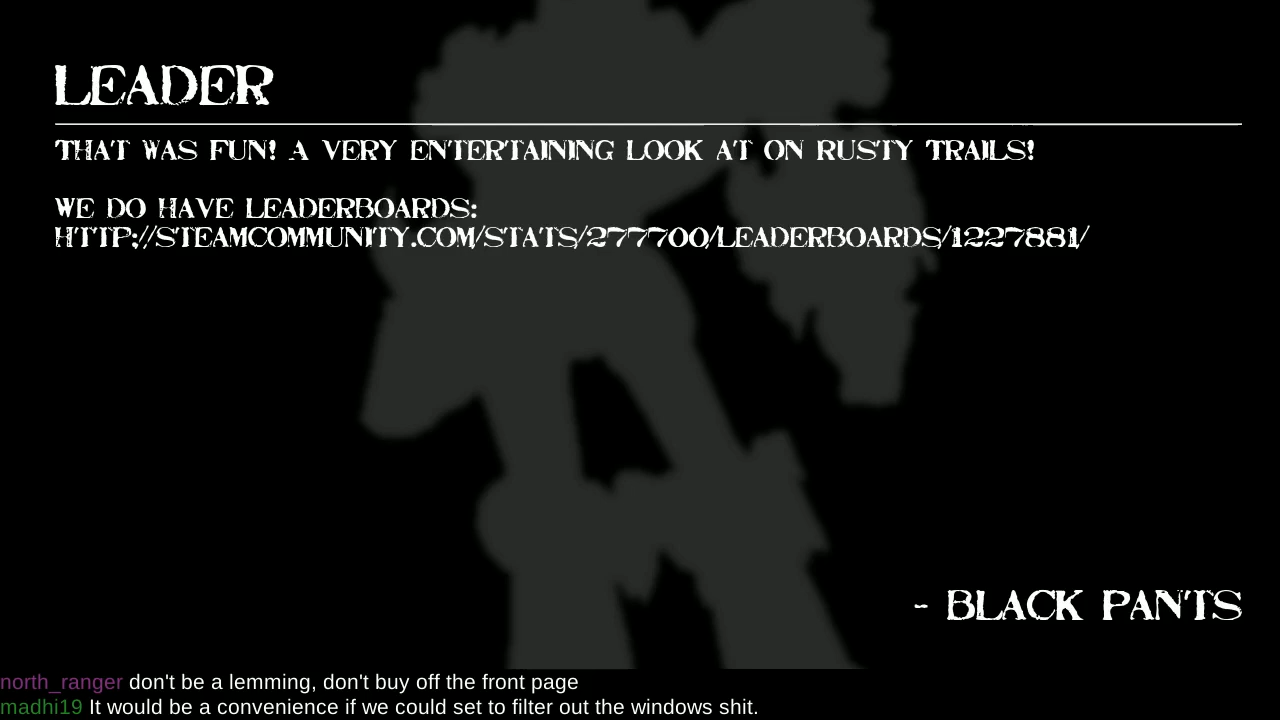 LEADER
THAT WAS FUN! A VERY ENTERTAINING LOOK AT ON RUSTY TRAILS!
WE DO HAVE LEADERBOARDS:
HTTP://STEAMCOMMUNITY.COM/STATS/277700/LEADERBOARDS/1227881/
- BLACK PANTS
north_ranger don't be a lemming, don't buy off the front page
madhi19 It would be a convenience if we could set to filter out the windows shit.